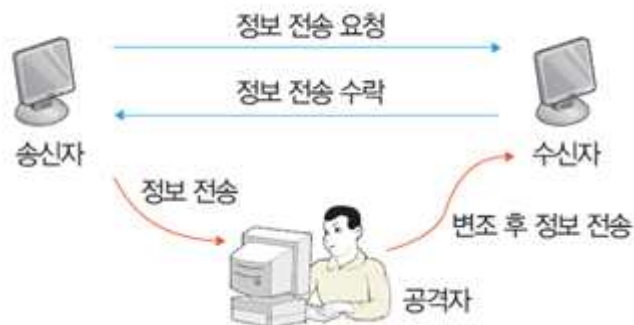 정보 전송 요청
정보 전송 수락
송신자
수신자
정보 전송
변조 후 정보 전송
공격자